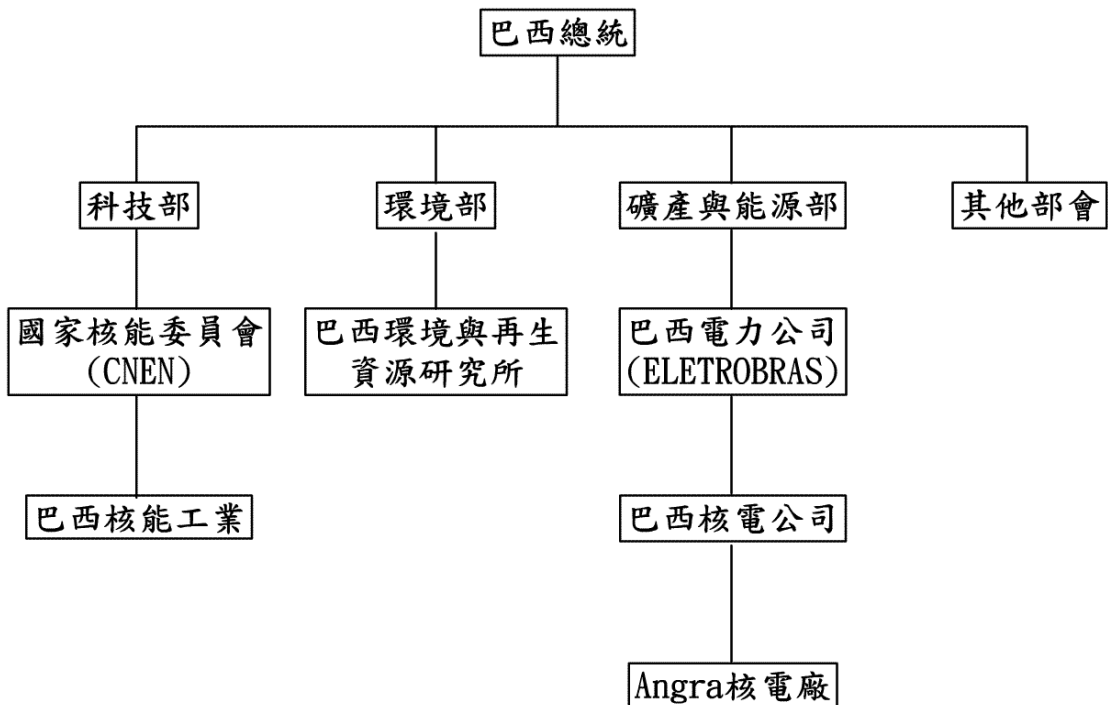 巴西總統
科技部
環境部
礦產與能源部
其他部會
國家核能委員會
(CNEN)
巴西環境與再生
資源研究所
巴西電力公司
(ELETROBRAS)
巴西核能工業
巴西核電公司
Angra核電廠